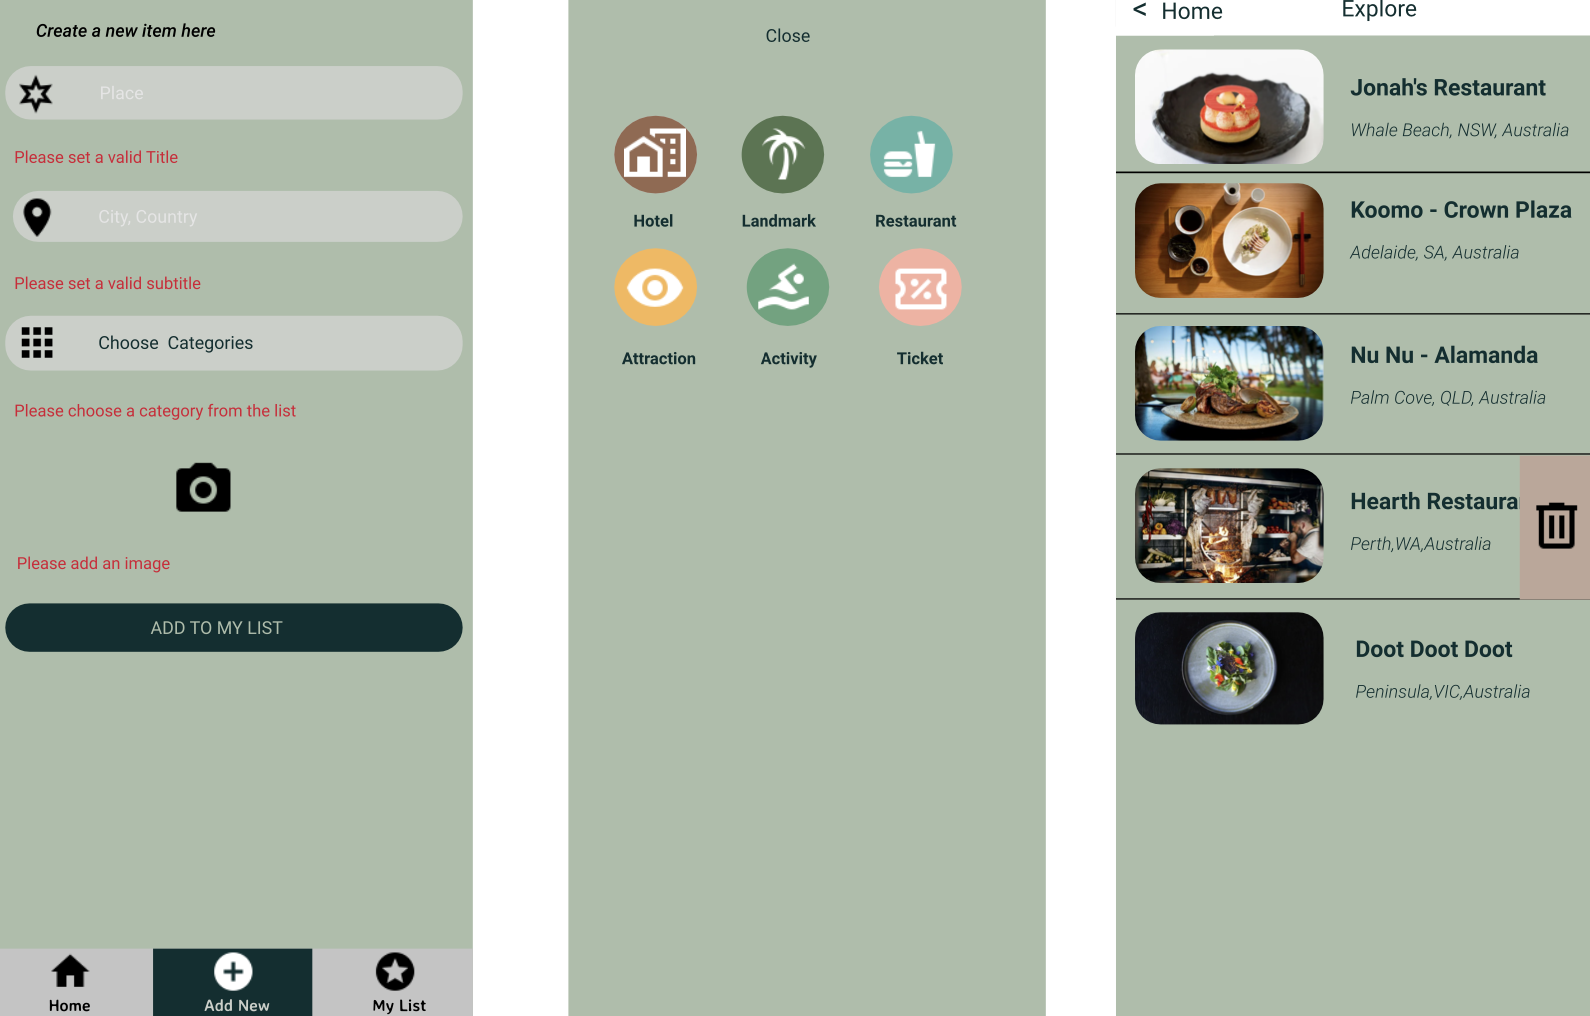 Create a new item here
Place
Please set a valid Title
City, Country
Please set a valid subtitle
Choose Categories
Please choose a category from the list
Please add an image
ADD TO MY LIST
Home
Add New
My List
Close
Hotel
Landmark
Restaurant
Attraction
Activity
Ticket
< Home
Explore
Jonah's Restaurant
Whale Beach, NSW, Australia
Koomo - Crown Plaza
Adelaide, SA, Australia
Nu Nu - Alamanda
Palm Cove, QLD, Australia
Hearth Restaura
Perth,WA,Australia
Doot Doot Doot
Peninsula,VIC,Australia